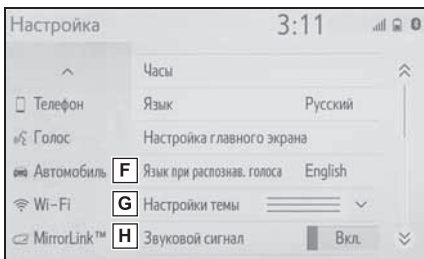 Настройка 3:11
Часы
Телефон Язык Русский
Голос Настройка главного экрана
Автомобиль F Язык при распознав. голоса English
Wi-Fi G Настройки темы
MirrorLink™ H Звуковой сигнал Вкл.